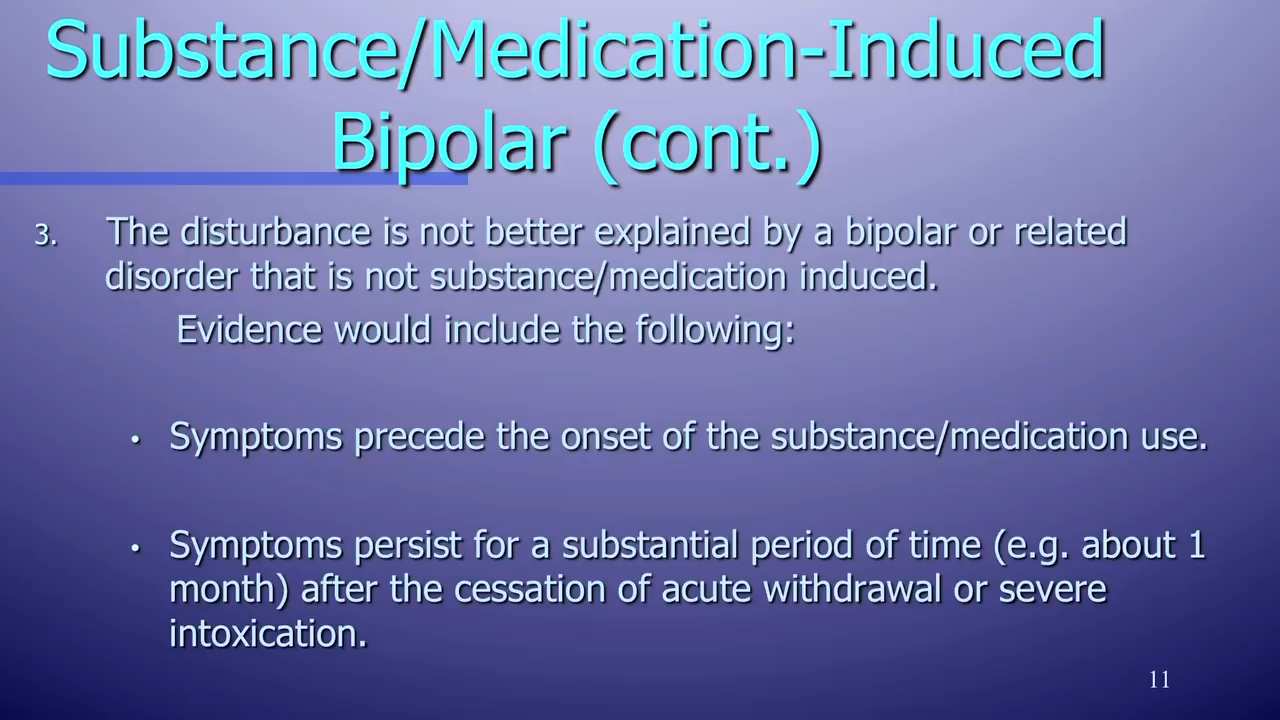 Substance/Medication-Induced
Bipolar (cont.)
3. The disturbance is not better explained by a bipolar or related
disorder that is not substance/medication induced.
Evidence would include the following:
• Symptoms precede the onset of the substance/medication use.
• Symptoms persist for a substantial period of time (e.g. about 1
month) after the cessation of acute withdrawal or severe
intoxication.
11